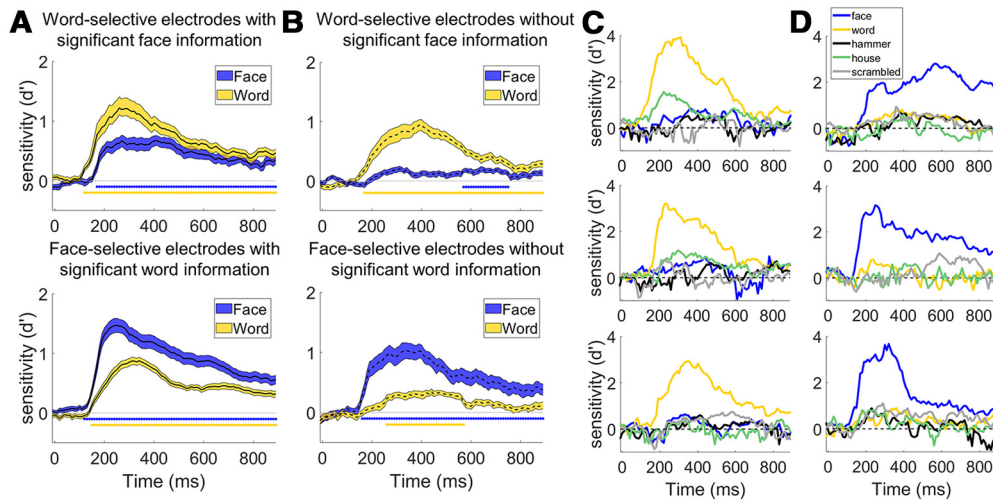 A
Word-selective electrodes with
significant face information
Face
Word
sensitivity (d')
2
1
0
0 200 400 600 800
ms
Face-selective electrodes with
significant word information
Face
Word
sensitivity (d')
2
1
0
0 200 400 600 800
Time (ms)
B
Word-selective electrodes without
significant face information
Face
Word
2
1
0
0 200 400 600 800
ms
Face-selective electrodes without
significant word information
Face
Word
2
1
0
0 200 400 600 800
Time (ms)
C
sensitivity (d')
4
2
0
0 200 400 600 800
sensitivity (d')
4
2
0
0 200 400 600 800
sensitivity (d')
4
2
0
0 200 400 600 800
Time (ms)
D
face
word
hammer
house
scrambled
4
2
0
0 200 400 600 800
4
2
0
0 200 400 600 800
4
2
0
0 200 400 600 800
Time (ms)